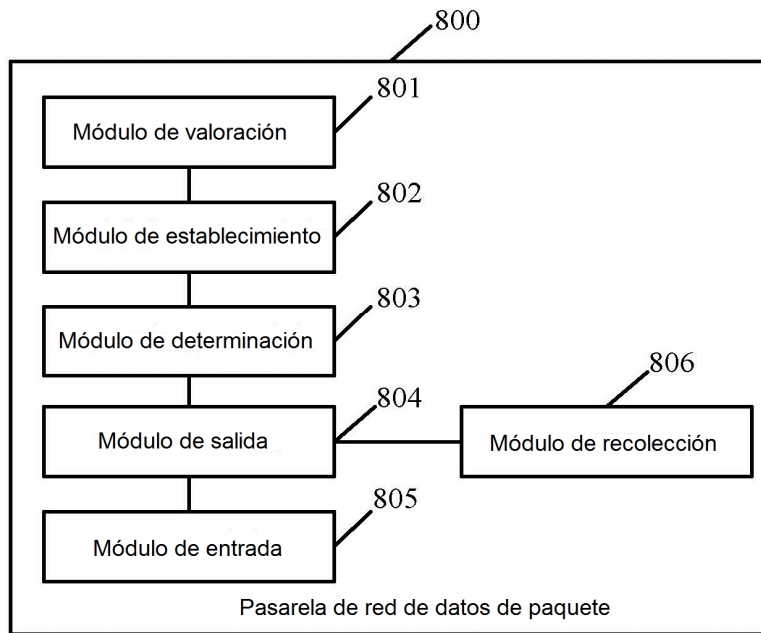 800
801
Módulo de valoración
802
Módulo de establecimiento
803
Módulo de determinación
804
Módulo de salida
806
Módulo de recolección
805
Módulo de entrada
Pasarela de red de datos de paquete